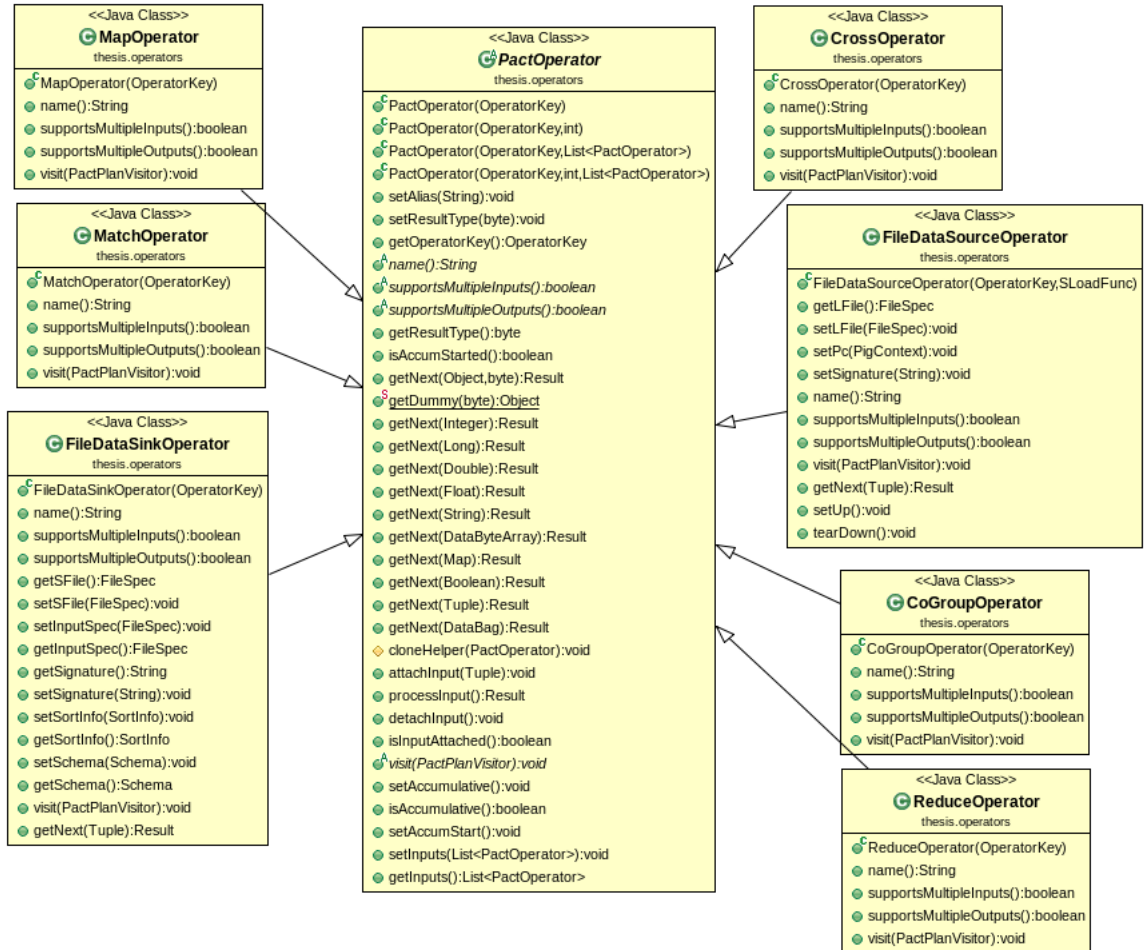 <<Java Class>>
MapOperator
thesis.operators
MapOperator(OperatorKey)
name():String
supportsMultipleInputs():boolean
supportsMultipleOutputs():boolean
visit(PactPlanVisitor):void
<<Java Class>>
MatchOperator
thesis.operators
MatchOperator(OperatorKey)
name():String
supportsMultipleInputs():boolean
supportsMultipleOutputs():boolean
visit(PactPlanVisitor):void
<<Java Class>>
FileDataSinkOperator
thesis.operators
FileDataSinkOperator(OperatorKey)
name():String
supportsMultipleInputs():boolean
supportsMultipleOutputs():boolean
getSFile():FileSpec
setSFile(FileSpec):void
setInputSpec(FileSpec):void
getInputSpec():FileSpec
getSignature():String
setSignature(String):void
setSortInfo(SortInfo):void
getSortInfo():SortInfo
setSchema(Schema):void
getSchema():Schema
visit(PactPlanVisitor):void
getNext(Tuple):Result
<<Java Class>>
PactOperator
thesis.operators
PactOperator(OperatorKey)
PactOperator(OperatorKey,int)
PactOperator(OperatorKey,List<PactOperator>)
PactOperator(OperatorKey,int,List<PactOperator>)
setAlias(String):void
setResultType(byte):void
getOperatorKey():OperatorKey
name():String
supportsMultipleInputs():boolean
supportsMultipleOutputs():boolean
getResultType():byte
isAccumStarted():boolean
getNext(Object,byte):Result
getDummy(byte):Object
getNext(Integer):Result
getNext(Long):Result
getNext(Double):Result
getNext(Float):Result
getNext(String):Result
getNext(DataByteArray):Result
getNext(Map):Result
getNext(Boolean):Result
getNext(Tuple):Result
getNext(DataBag):Result
cloneHelper(PactOperator):void
attachInput(Tuple):void
processInput():Result
detachInput():void
isInputAttached():boolean
visit(PactPlanVisitor):void
setAccumulative():void
isAccumulative():boolean
setAccumStart():void
setInputs(List<PactOperator>):void
getInputs():List<PactOperator>
<<Java Class>>
CrossOperator
thesis.operators
CrossOperator(OperatorKey)
name():String
supportsMultipleInputs():boolean
supportsMultipleOutputs():boolean
visit(PactPlanVisitor):void
<<Java Class>>
FileDataSourceOperator
thesis.operators
FileDataSourceOperator(OperatorKey,SLoadFunc)
getLFile():FileSpec
setLFile(FileSpec):void
setPc(PigContext):void
setSignature(String):void
name():String
supportsMultipleInputs():boolean
supportsMultipleOutputs():boolean
visit(PactPlanVisitor):void
getNext(Tuple):Result
setUp():void
tearDown():void
<<Java Class>>
CoGroupOperator
thesis.operators
CoGroupOperator(OperatorKey)
name():String
supportsMultipleInputs():boolean
supportsMultipleOutputs():boolean
visit(PactPlanVisitor):void
<<Java Class>>
ReduceOperator
thesis.operators
ReduceOperator(OperatorKey)
name():String
supportsMultipleInputs():boolean
supportsMultipleOutputs():boolean
visit(PactPlanVisitor):void